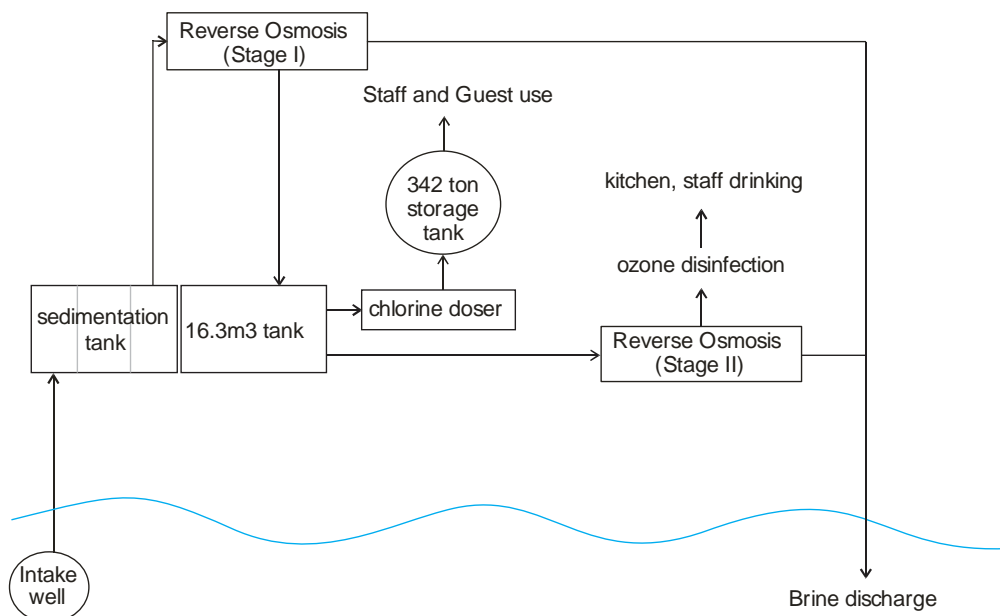 Reverse Osmosis
(Stage I)
Staff and Guest use
342 ton
storage
tank
kitchen, staff drinking
ozone disinfection
sedimentation
tank
16.3m3 tank
chlorine doser
Reverse Osmosis
(Stage II)
Intake
well
Brine discharge